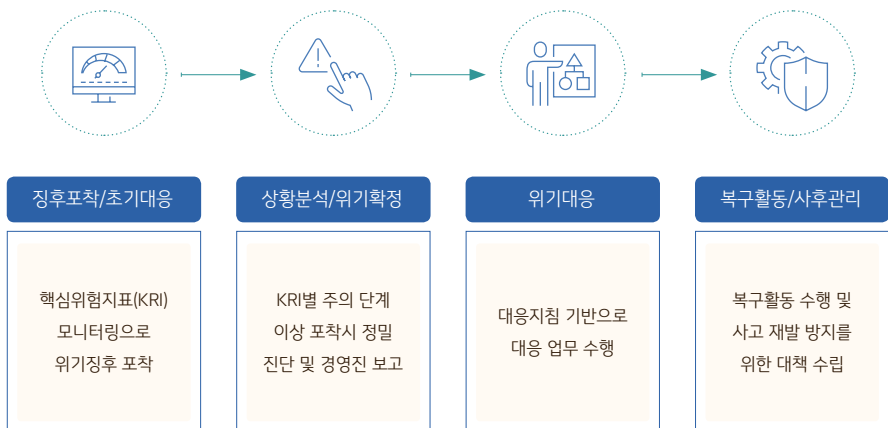 징후포착/초기대응
핵심위험지표(KRI)
모니터링으로
위기징후 포착
상황분석/위기확정
KRI별 주의 단계
이상 포착시 정밀
진단 및 경영진 보고
위기대응
대응지침 기반으로
대응 업무 수행
복구활동/사후관리
복구활동 수행 및
사고 재발 방지를
위한 대책 수립